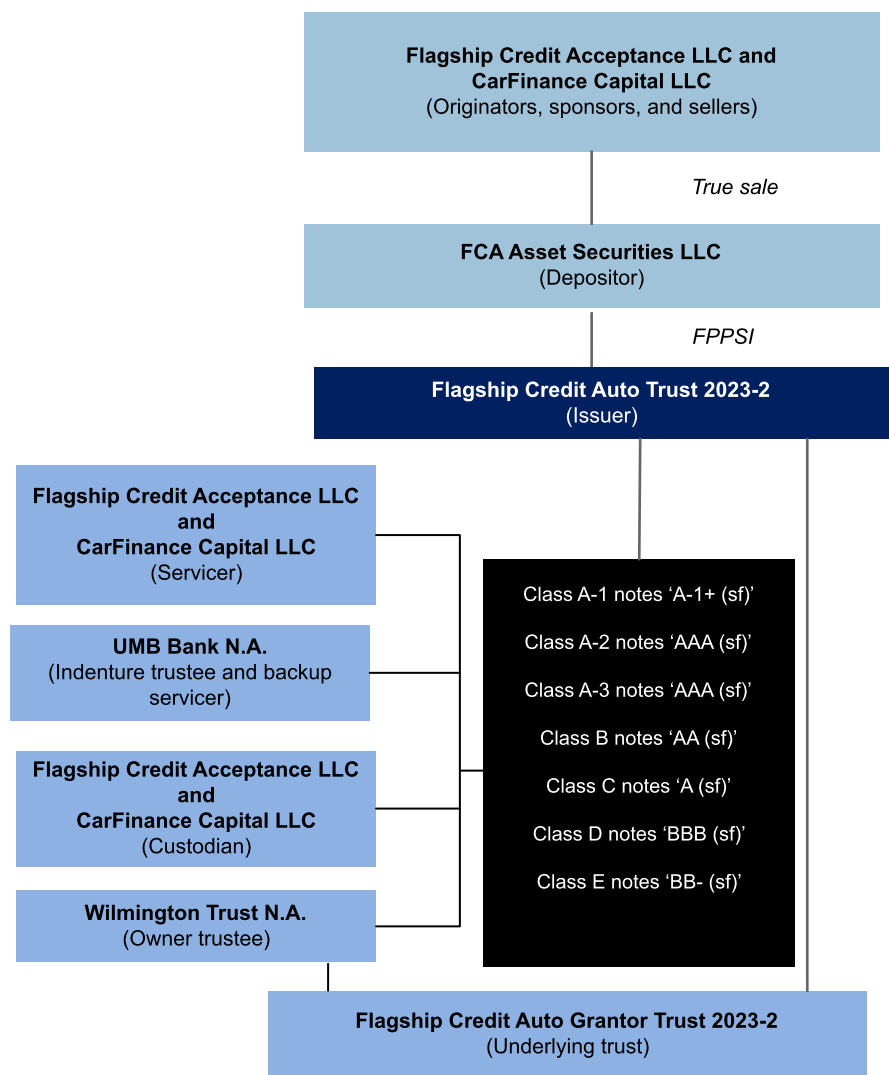 Flagship Credit Acceptance LLC and
CarFinance Capital LLC
(Originators, sponsors, and sellers)
True sale
FCA Asset Securities LLC
(Depositor)
FPPSI
Flagship Credit Auto Trust 2023-2
(Issuer)
Flagship Credit Acceptance LLC
and
CarFinance Capital LLC
(Servicer)
UMB Bank N.A.
(Indenture trustee and backup
servicer)
Flagship Credit Acceptance LLC
and
CarFinance Capital LLC
(Custodian)
Wilmington Trust N.A.
(Owner trustee)
Class A-1 notes ‘A-1+ (sf)’
Class A-2 notes ‘AAA (sf)’
Class A-3 notes ‘AAA (sf)’
Class B notes ‘AA (sf)’
Class C notes ‘A (sf)’
Class D notes ‘BBB (sf)’
Class E notes ‘BB- (sf)’
Flagship Credit Auto Grantor Trust 2023-2
(Underlying trust)